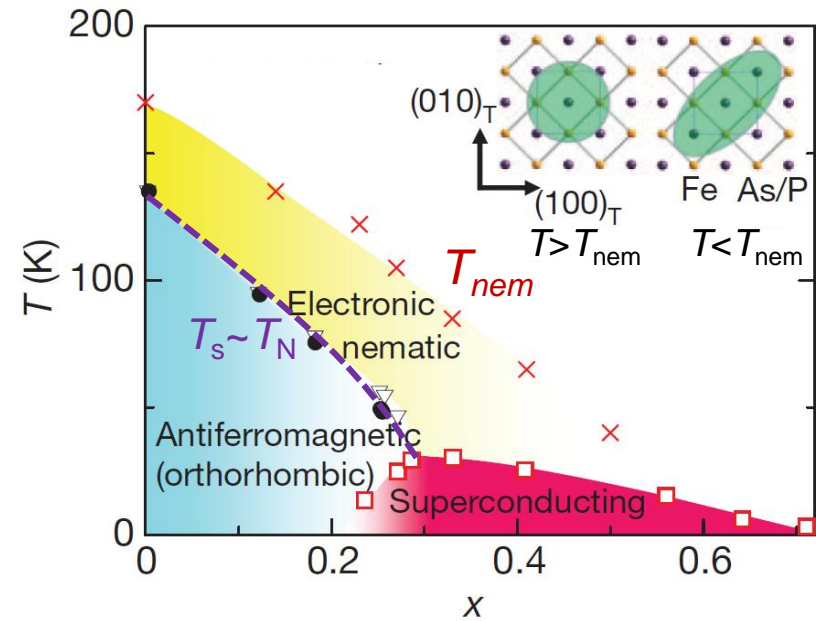 200
100
0
T (K)
0
0.2
0.4
0.6
x
(010)T
(100)T
Fe As/P
T>Tnem T<Tnem
Tnem
Electronic
nematic
Ts~TN
Antiferromagnetic
(orthorhombic)
Superconducting